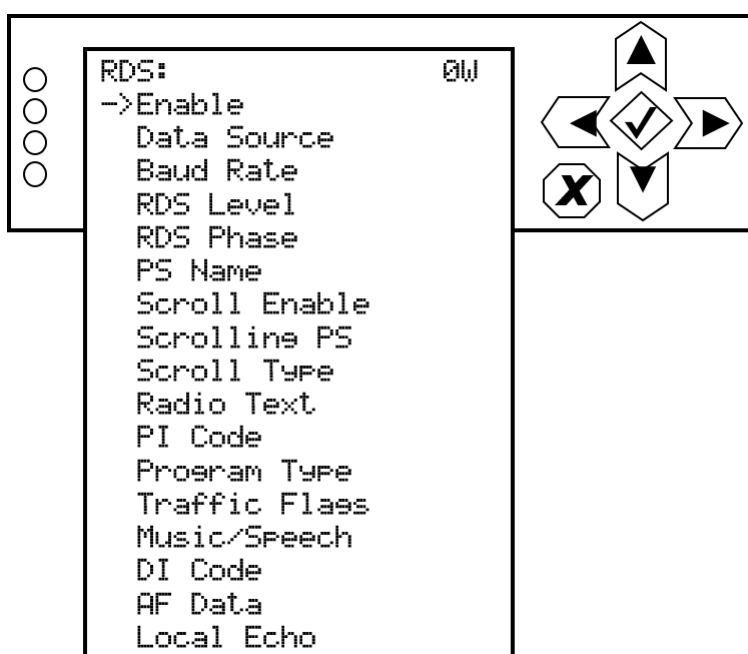 RDS: 0W
->Enable
Data Source
Baud Rate
RDS Level
RDS Phase
PS Name
Scroll Enable
Scrolling PS
Scroll Type
Radio Text
PI Code
Program Type
Traffic Flags
Music/Speech
DI Code
AF Data
Local Echo
X